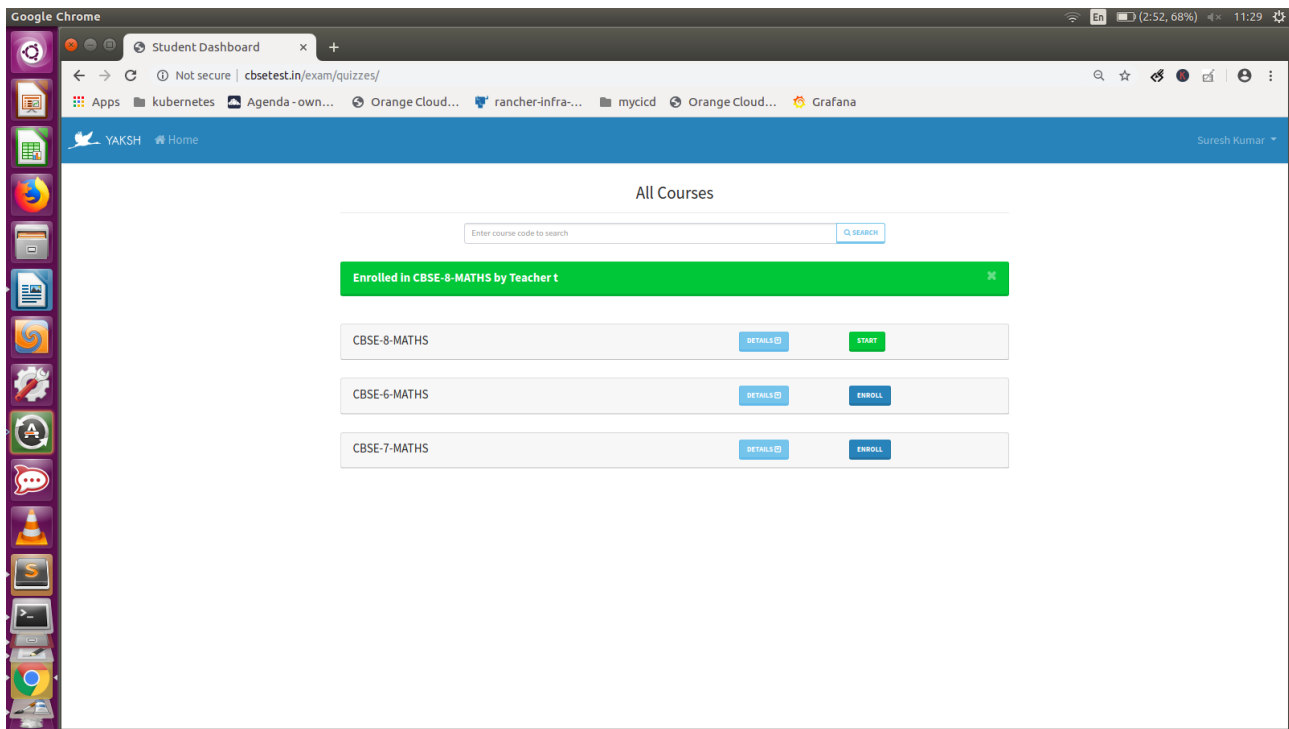 Google Chrome En (2:52, 68%) 11:29
Student Dashboard × +
Not secure | cbsetest.in/exam/quizzes/
Apps kubernetes Agenda - own... Orange Cloud... rancher-infra-... mycicd Orange Cloud... Grafana
YAKSH Home Suresh Kumar
All Courses
Enter course code to search SEARCH
Enrolled in CBSE-8-MATHS by Teacher t
CBSE-8-MATHS DETAILS START
CBSE-6-MATHS DETAILS ENROLL
CBSE-7-MATHS DETAILS ENROLL